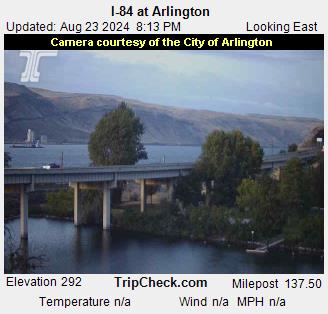 I-84 at Arlington
Updated: Aug 23 2024 8:13 PM Looking East
Camera courtesy of the City of Arlington
Elevation 292 TripCheck.com Milepost 137.50
Temperature n/a Wind n/a MPH n/a